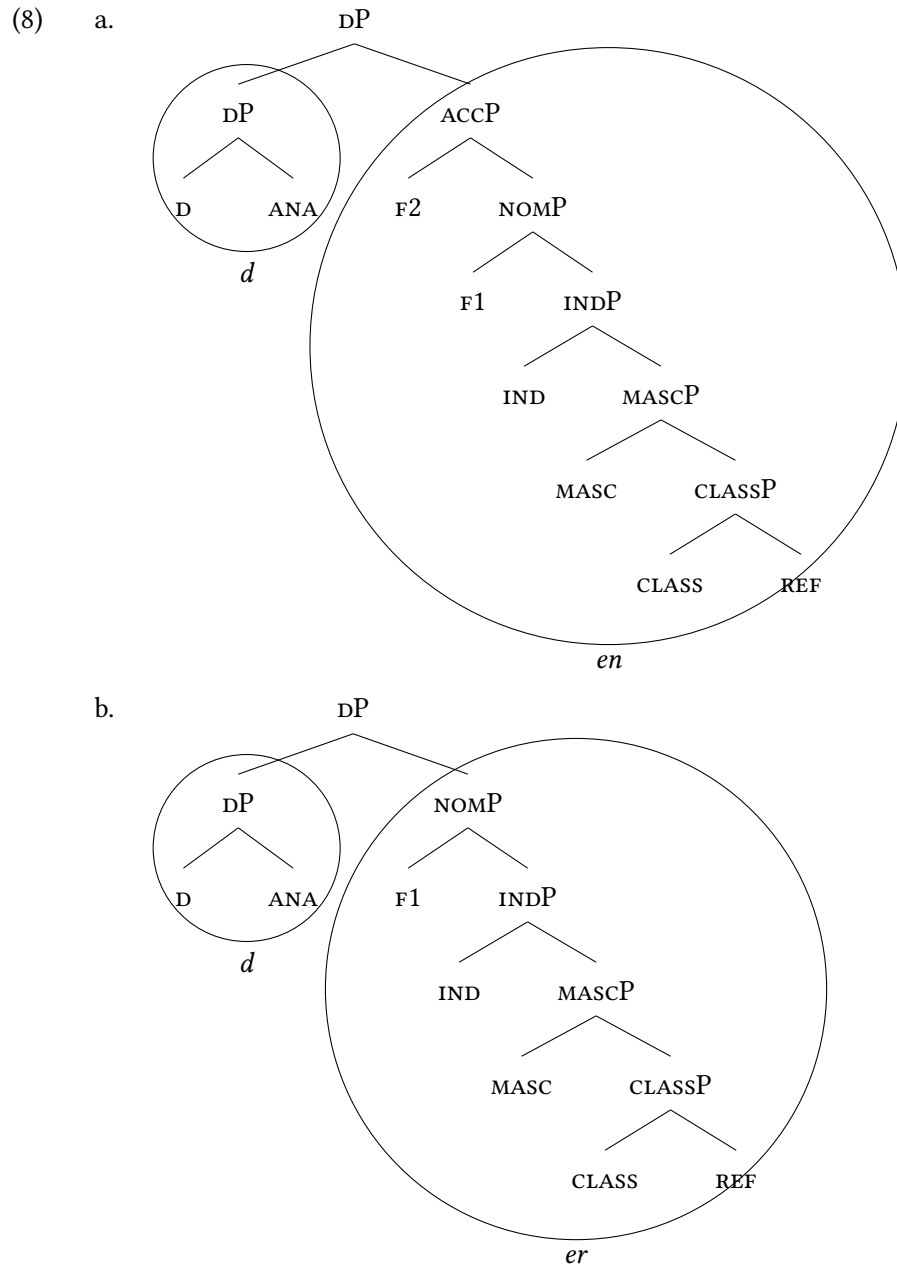 (8) a. DP
DP ACCP
D ANA F2 NOMP
d
F1 INDP
IND MASCP
MASC CLASSP
CLASS REF
en
b. DP
DP NOMP
D ANA F1 INDP
d
IND MASCP
MASC CLASSP
CLASS REF
er